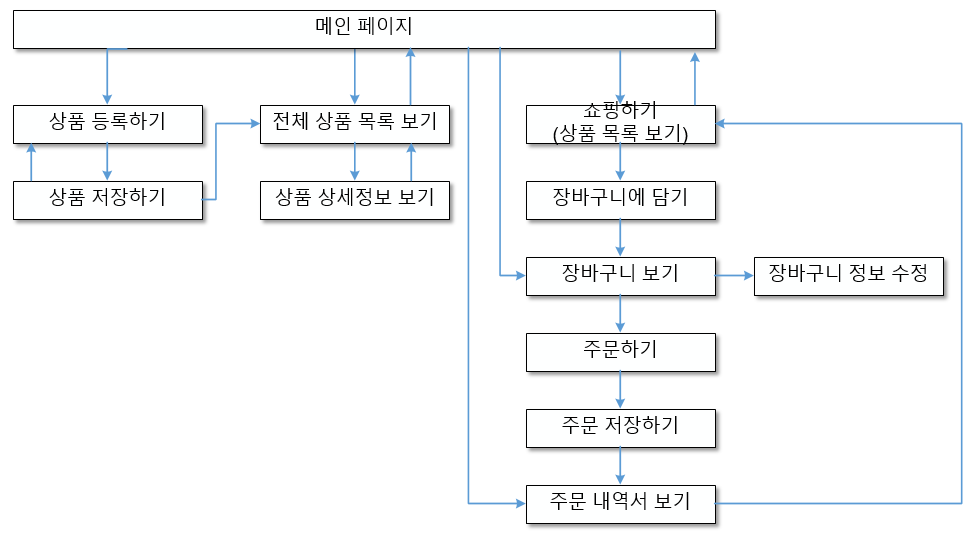 메인 페이지
상품 등록하기
전체 상품 목록 보기
쇼핑하기
(상품 목록 보기)
상품 저장하기
상품 상세정보 보기
장바구니에 담기
장바구니 보기
장바구니 정보 수정
주문하기
주문 저장하기
주문 내역서 보기